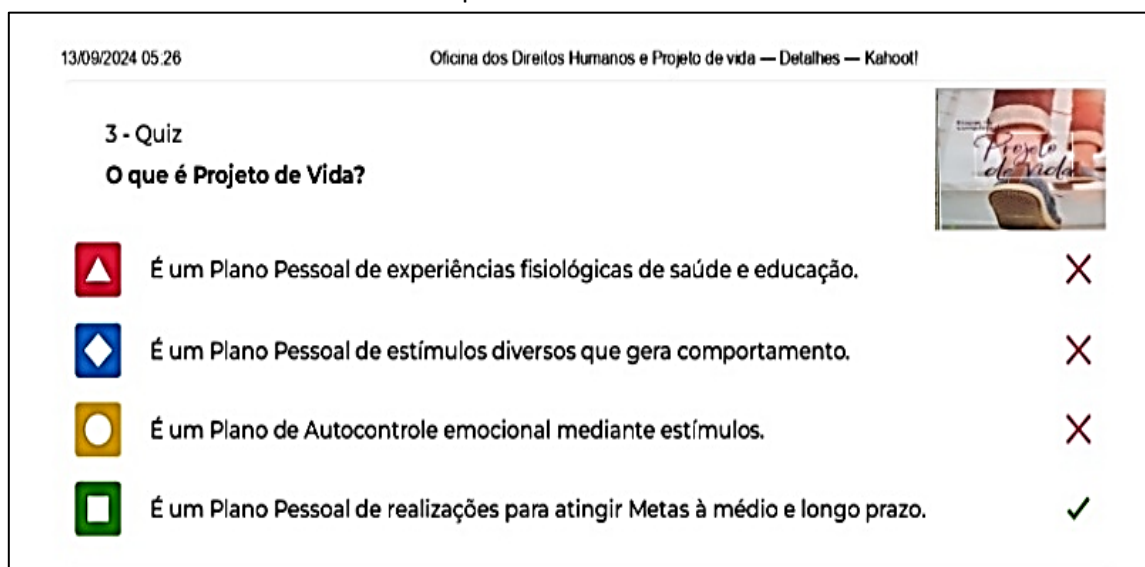 13/09/2024 05:26
Oficina dos Direitos Humanos e Projeto de vida — Detalhes — Kahoot!
3 - Quiz
O que é Projeto de Vida?
Projeto
de Vida
É um Plano Pessoal de experiências fisiológicas de saúde e educação.
É um Plano Pessoal de estímulos diversos que gera comportamento.
É um Plano de Autocontrole emocional mediante estímulos.
É um Plano Pessoal de realizações para atingir Metas à médio e longo prazo.